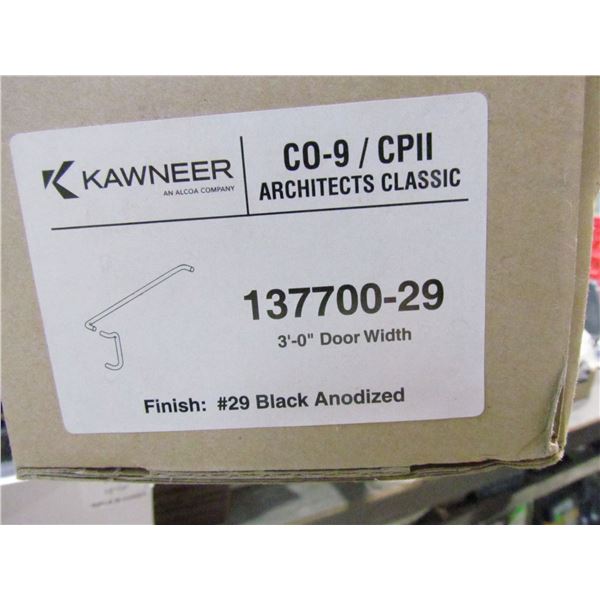 KAWNEER
AN ALCOA COMPANY
CO-9 / CPII
ARCHITECTS CLASSIC
137700-29
3'-0" Door Width
Finish: #29 Black Anodized